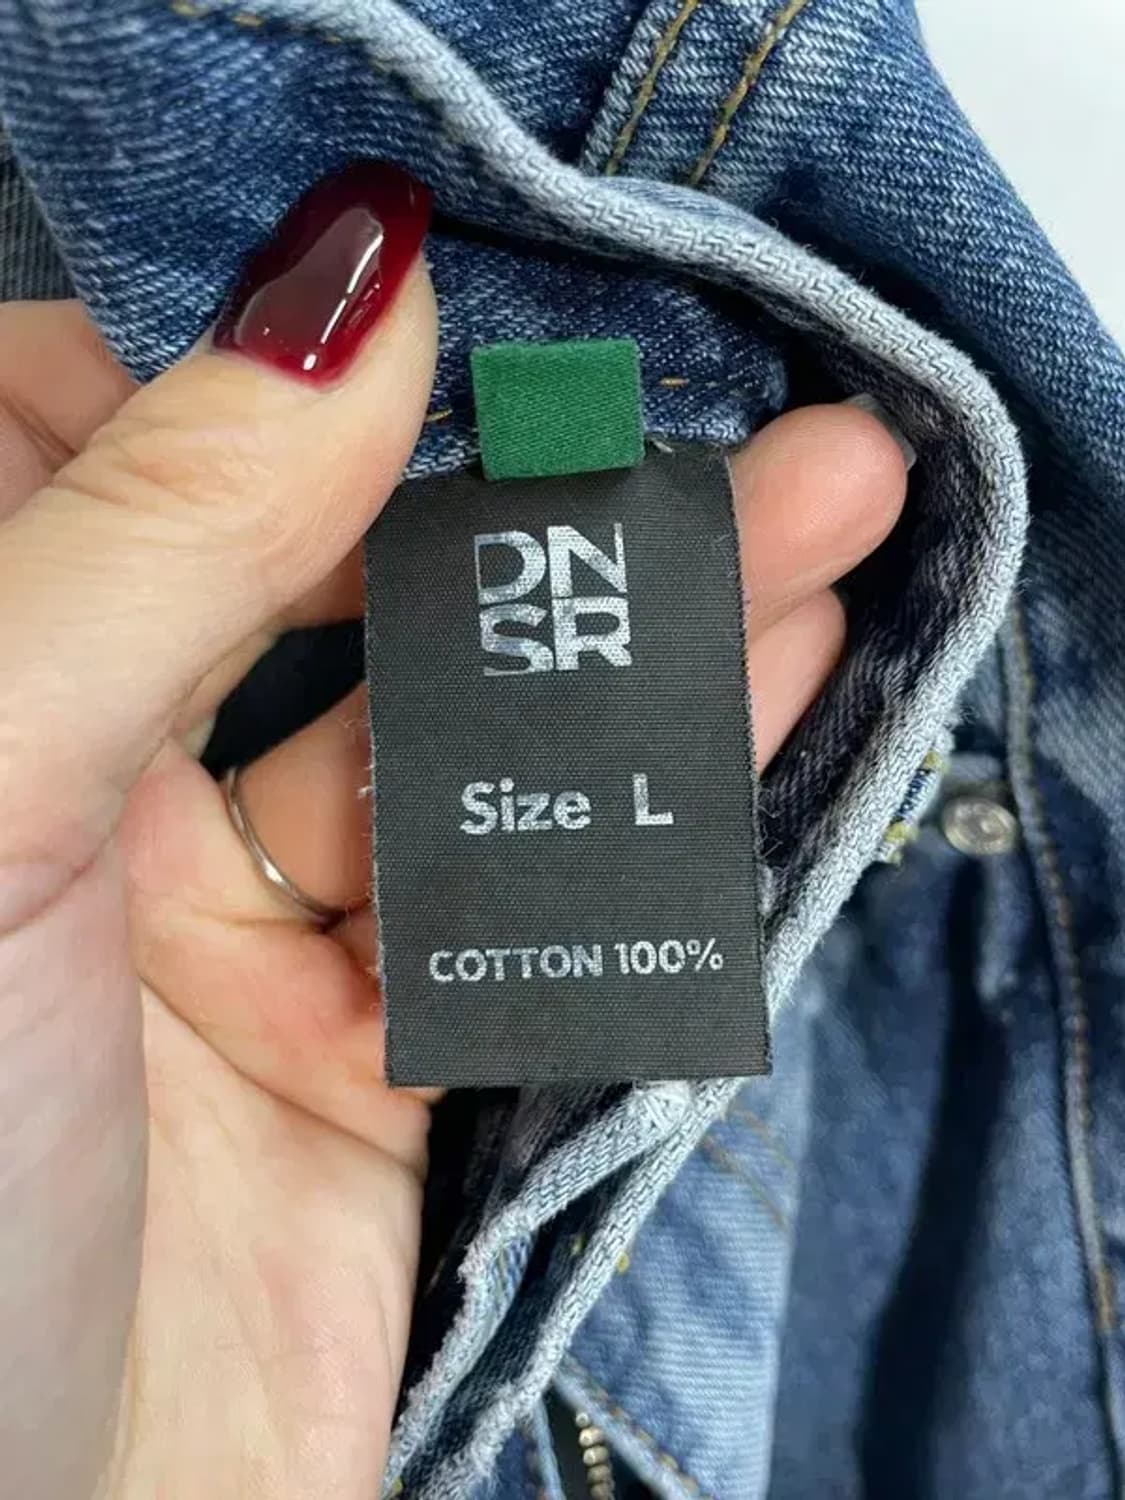 DN
SR
Size L
COTTON 100%